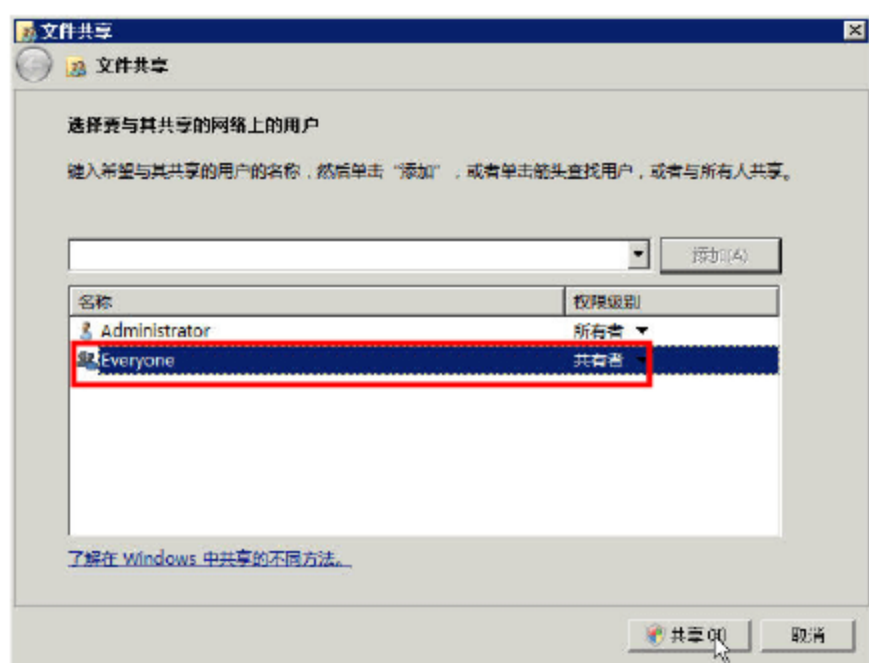 文件共享
文件共享
选择要与其共享的网络上的用户
键入希望与其共享的用户的名称，然后单击“添加”，或者单击箭头查找用户，或者与所有人共享。
添加(A)
名称 权限级别
Administrator 所有者
Everyone 共有者
了解在 Windows 中共享的不同方法。
共享(H) 取消